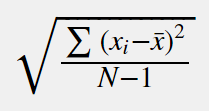 √(∑ (xᵢ−x̄)² / N−1)